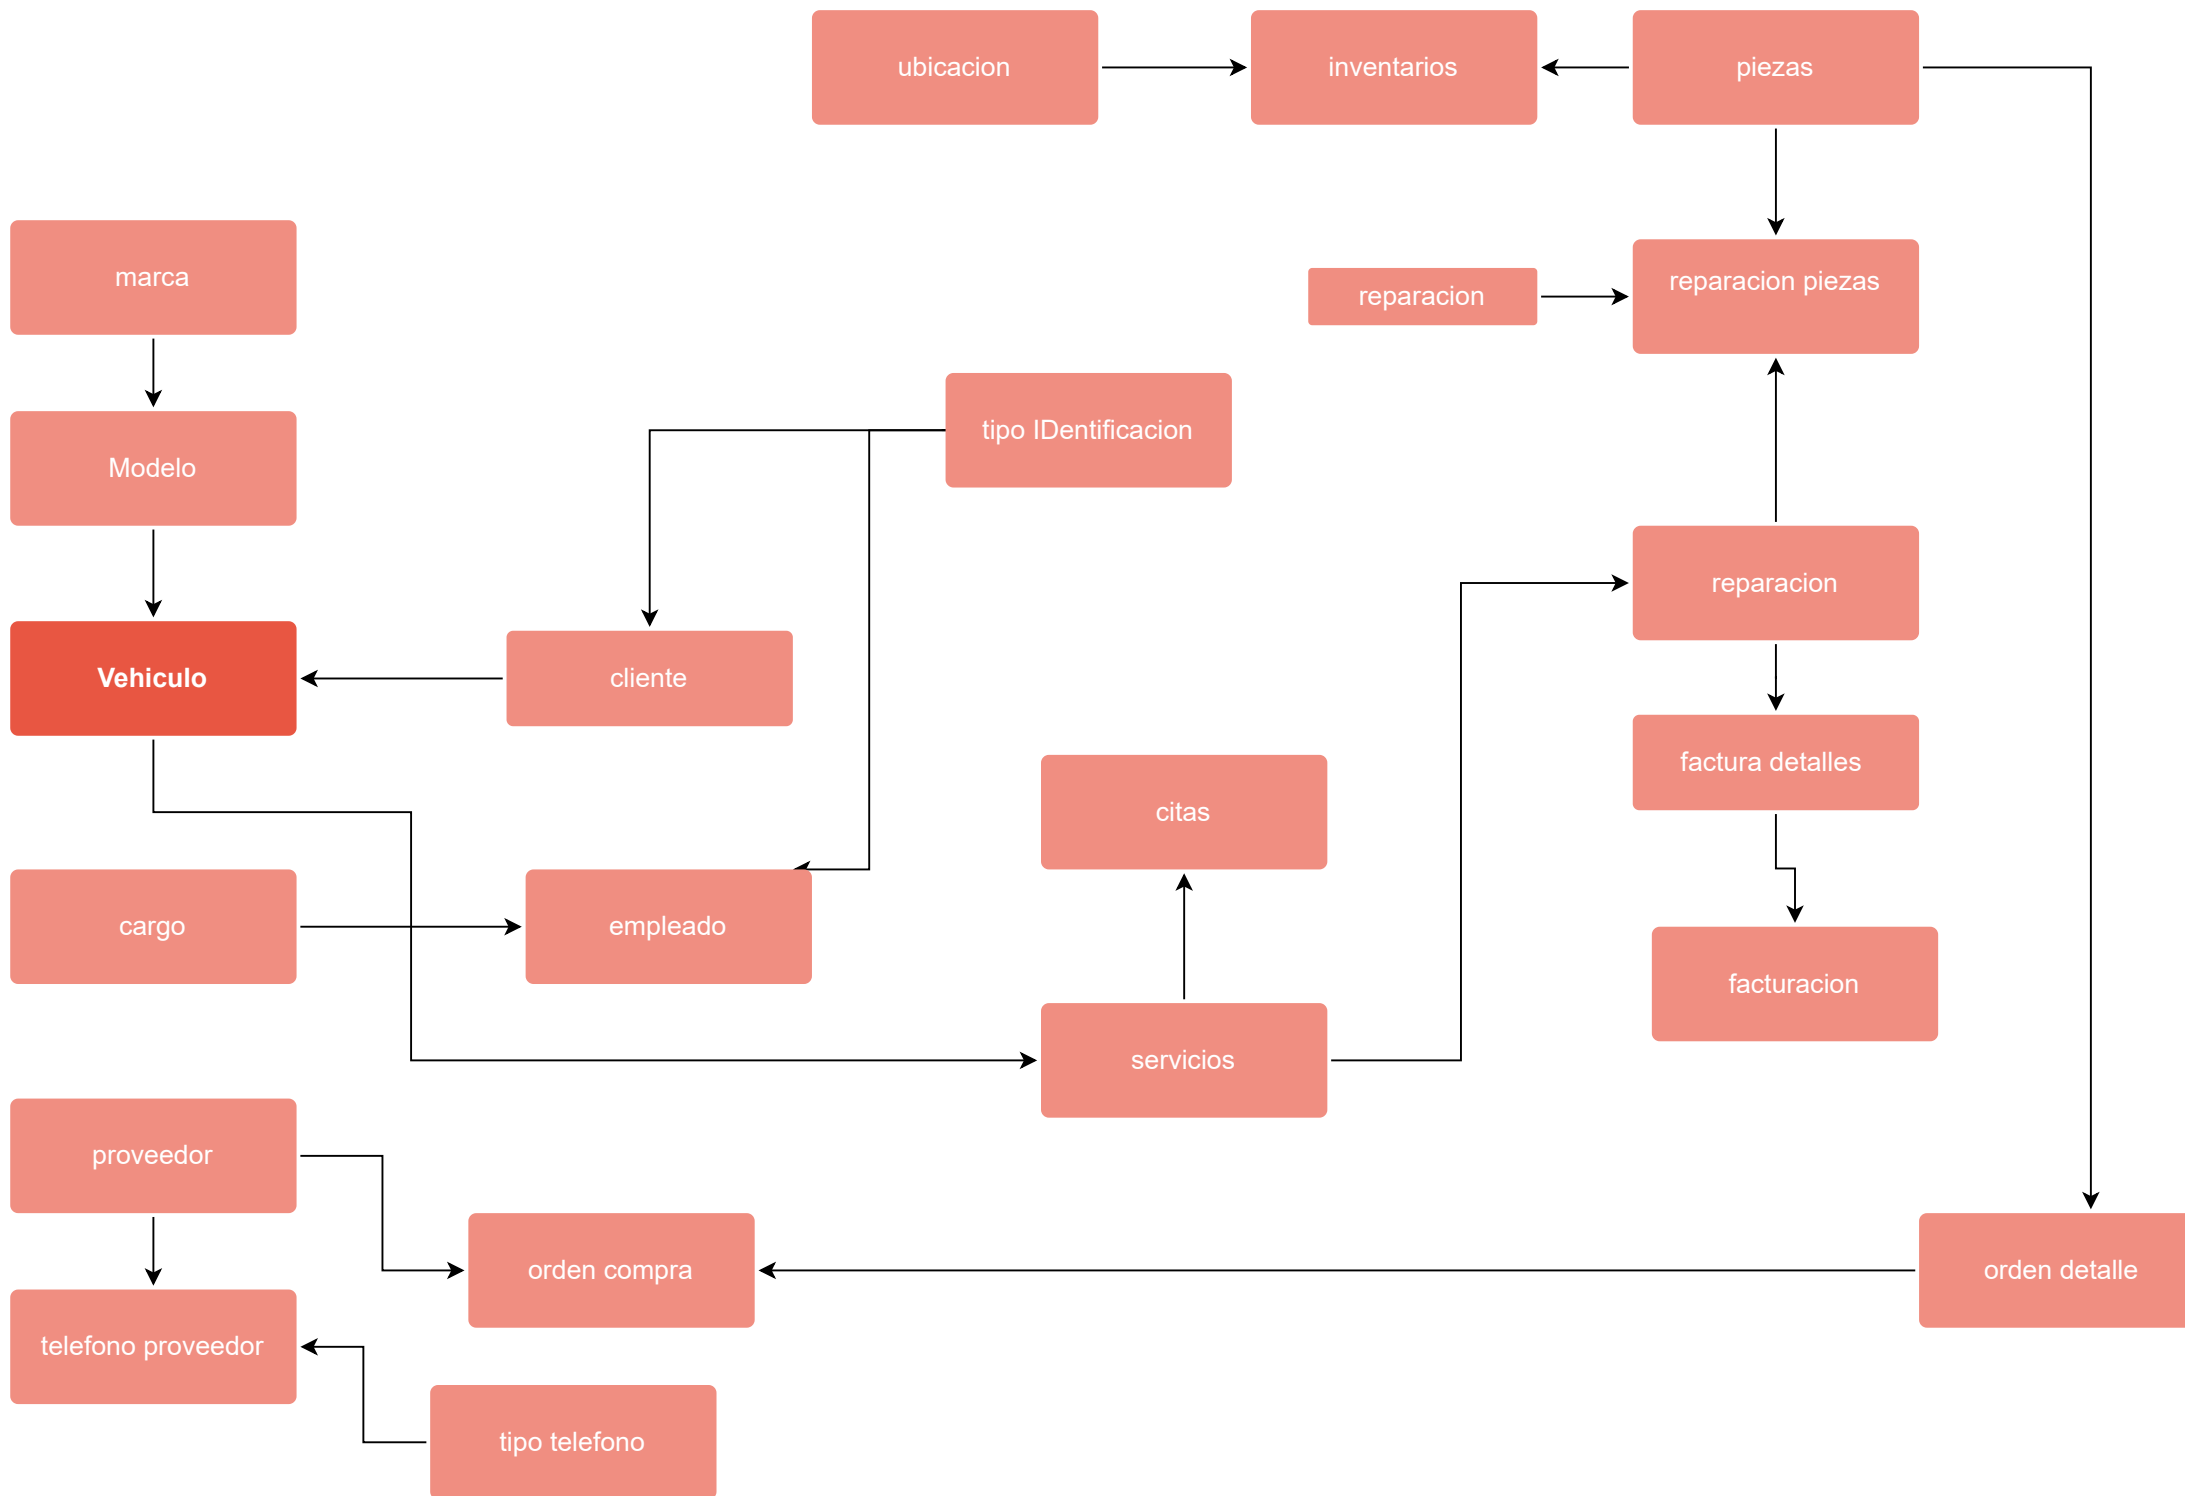 ubicacion
inventarios
piezas
marca
reparacion
reparacion piezas
tipo IDentificacion
Modelo
reparacion
Vehiculo
cliente
factura detalles
citas
cargo
empleado
facturacion
servicios
proveedor
orden compra
orden detalle
telefono proveedor
tipo telefono